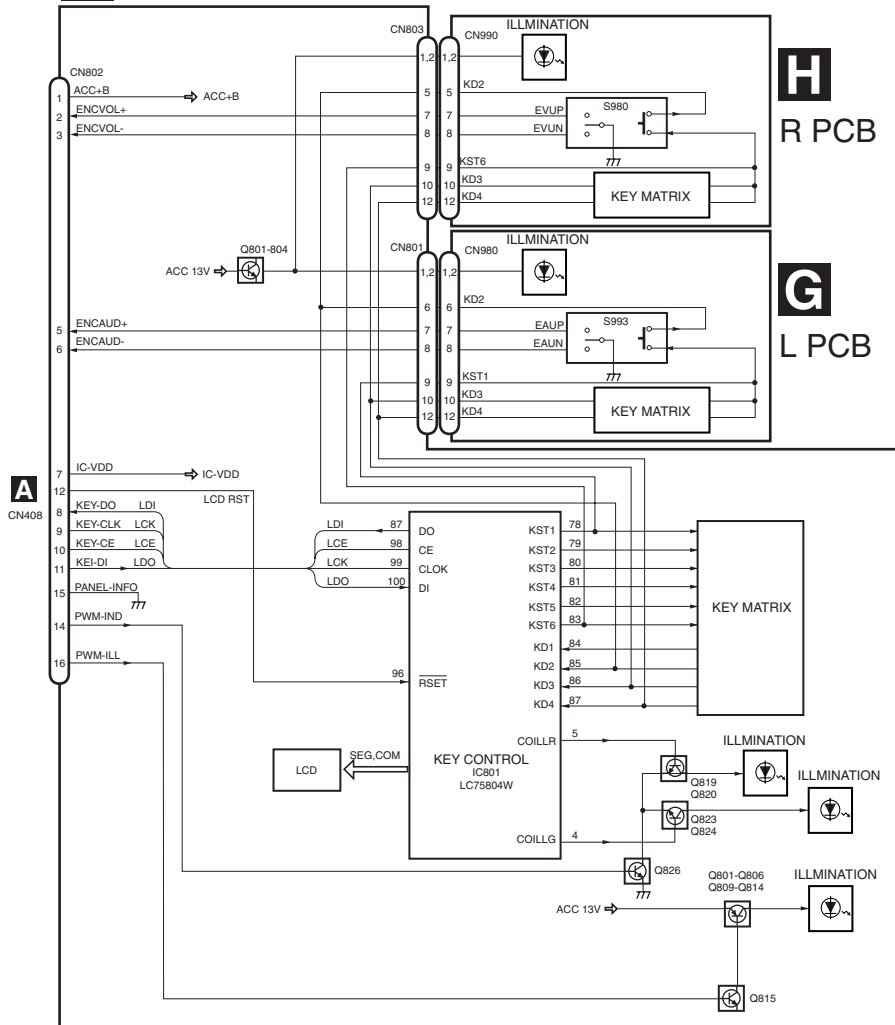 CN803
CN990
ILLMINATION
1,2
1,2
H
R PCB
CN802
5
5
KD2
S980
1
ACC+B
ACC+B
2
ENCVOL+
7
7
EVUP
3
ENCVOL-
8
8
EVUN
9
9
KST6
10
10
KD3
12
12
KD4
KEY MATRIX
CN801
CN980
ILLMINATION
Q801-804
ACC 13V
1,2
1,2
G
L PCB
6
6
KD2
S993
5
ENCAUD+
7
7
EAUP
6
ENCAUD-
8
8
EAUN
9
9
KST1
10
10
KD3
12
12
KD4
KEY MATRIX
7
IC-VDD
IC-VDD
A
CN408
12
LCD RST
8
KEY-DO
LDI
9
KEY-CLK
LCK
10
KEY-CE
LCE
11
KEI-DI
LDO
15
PANEL-INFO
14
PWM-IND
16
PWM-ILL
LDI
87
DO
LCE
98
CE
LCK
99
CLOK
LDO
100
DI
96
RSET
KST1
78
KST2
79
KST3
80
KST4
81
KST5
82
KST6
83
KD1
84
KD2
85
KD3
86
KD4
87
KEY MATRIX
COILLR
5
LCD
SEG,COM
KEY CONTROL
IC801
LC75804W
COILLG
4
ILLMINATION
Q819
Q820
ILLMINATION
Q823
Q824
Q826
Q801-Q806
Q809-Q814
ILLMINATION
ACC 13V
Q815